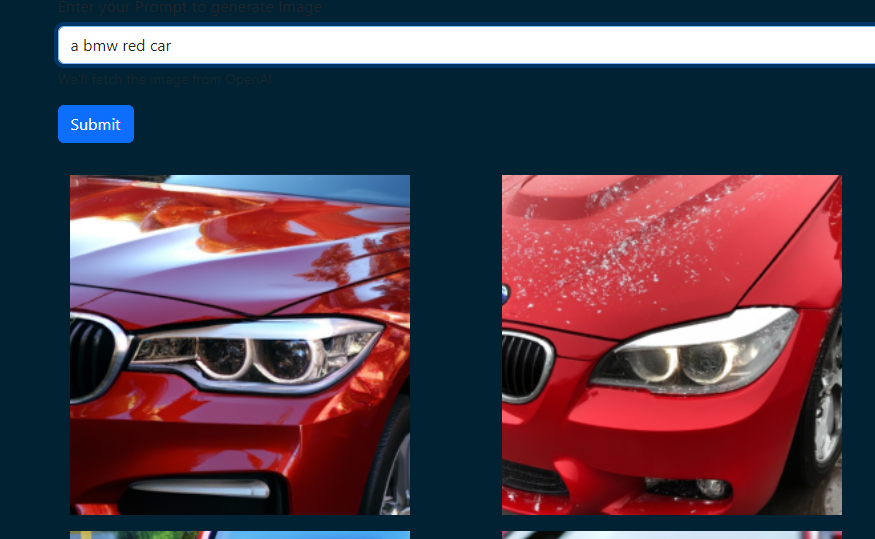 Enter your Prompt to generate Image
a bmw red car
We'll fetch the image from OpenAI
Submit